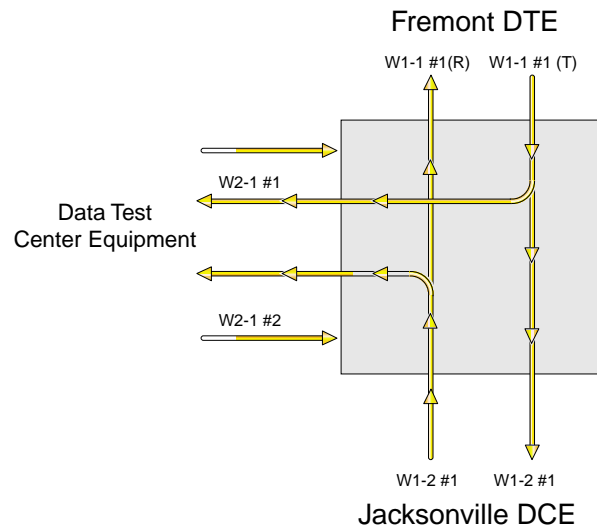 Fremont DTE
W1-1 #1(R)
W1-1 #1 (T)
W2-1 #1
Data Test
Center Equipment
W2-1 #2
W1-2 #1
W1-2 #1
Jacksonville DCE